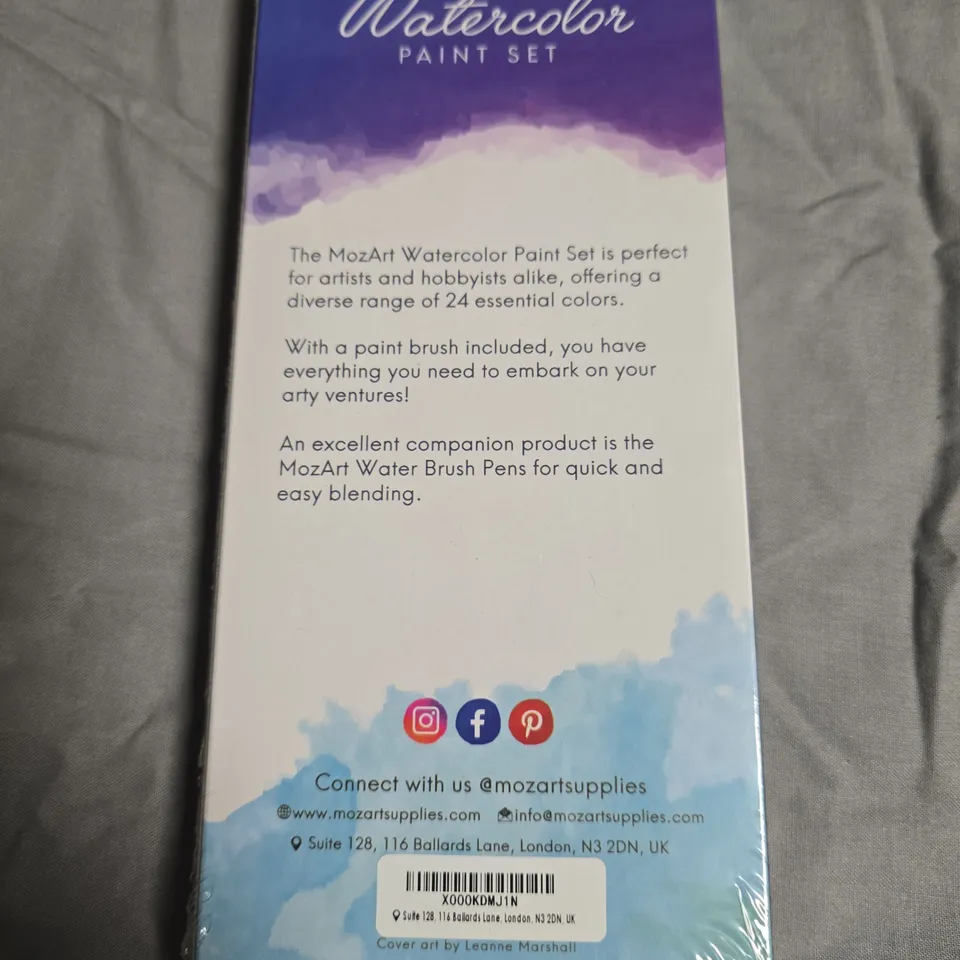 Watercolor
PAINT SET
The MozArt Watercolor Paint Set is perfect
for artists and hobbyists alike, offering a
diverse range of 24 essential colors.
With a paint brush included, you have
everything you need to embark on your
arty ventures!
An excellent companion product is the
MozArt Water Brush Pens for quick and
easy blending.
Connect with us @mozartsupplies
www.mozartsupplies.com info@mozartsupplies.com
Suite 128, 116 Ballards Lane, London, N3 2DN, UK
X000KDMJ1N
Suite 128, 116 Ballards Lane, London, N3 2DN, UK
Cover art by Leanne Marshall